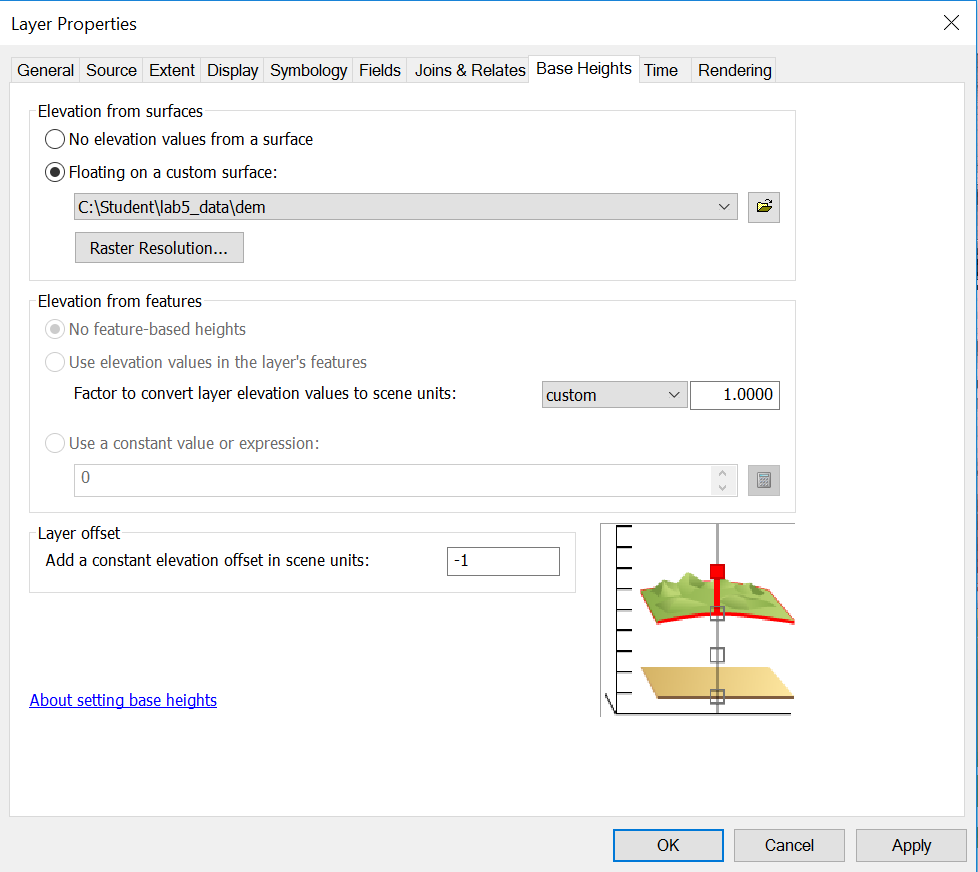 Layer Properties
General Source Extent Display Symbology Fields Joins & Relates Base Heights Time Rendering
Elevation from surfaces
No elevation values from a surface
Floating on a custom surface:
C:\Student\lab5_data\dem
Raster Resolution...
Elevation from features
No feature-based heights
Use elevation values in the layer's features
Factor to convert layer elevation values to scene units: custom 1.0000
Use a constant value or expression:
0
Layer offset
Add a constant elevation offset in scene units: -1
About setting base heights
OK Cancel Apply